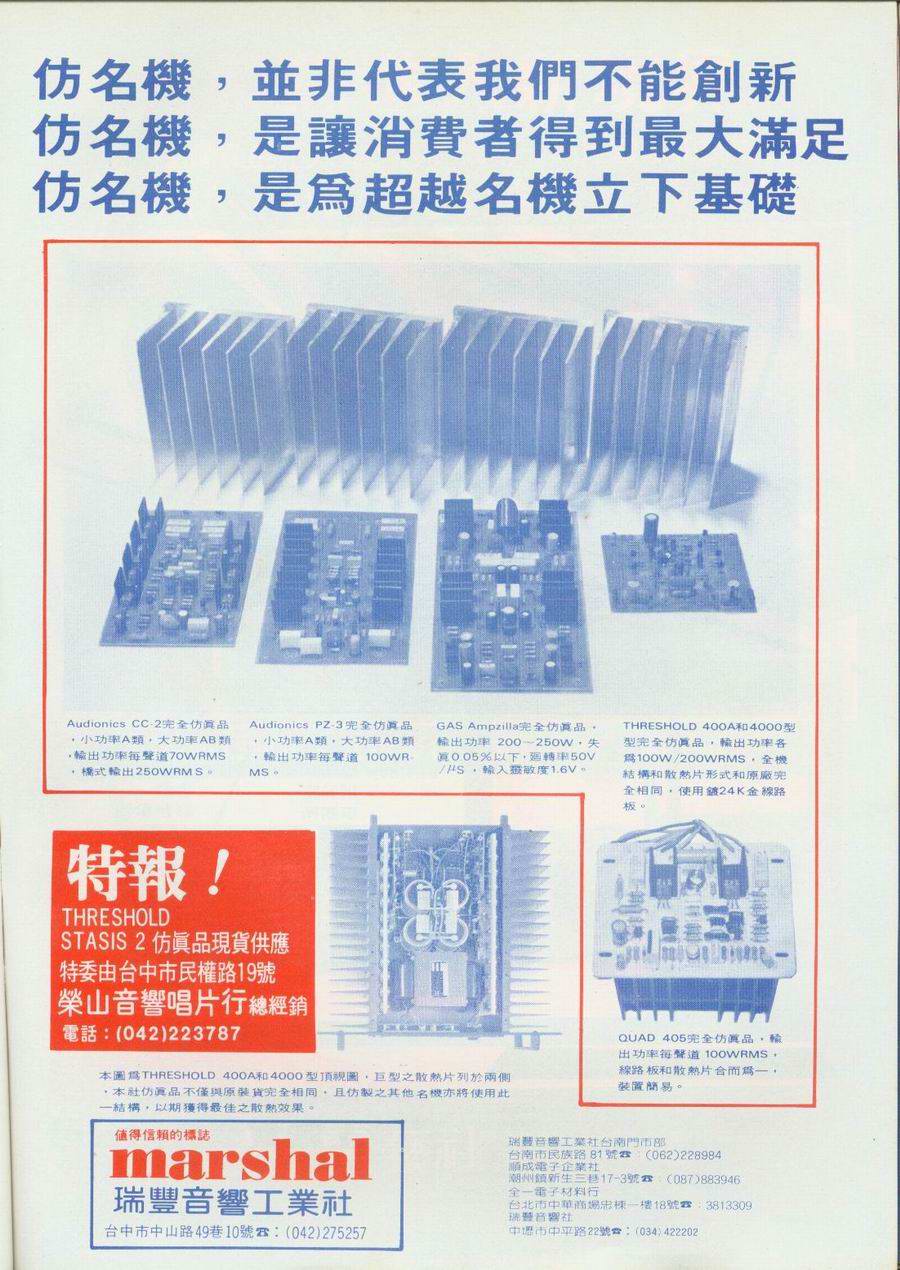 仿名機，並非代表我們不能創新
仿名機，是讓消費者得到最大滿足
仿名機，是爲超越名機立下基礎
Audionics CC-2完全仿眞品
，小功率A類，大功率AB類
，輸出功率每聲道70WRMS
，橋式輸出250WRMS。
Audionics PZ-3完全仿眞品
，小功率A類，大功率AB類
，輸出功率每聲道 100WR-
MS。
GAS Ampzilla完全仿眞品，
輸出功率 200～250W，失
眞0.05%以下，迴轉率50V
/μS，輸入靈敏度1.6V。
THRESHOLD 400A和4000型
型完全仿眞品，輸出功率各
爲100W/200WRMS，全機
結構和散熱片形式和原廠完
全相同，使用鍍24K金線路
板。
特報！
THRESHOLD
STASIS 2 仿眞品現貨供應
特委由台中市民權路19號
榮山音響唱片行總經銷
電話：(042)223787
QUAD 405完全仿眞品，輸
出功率每聲道 100WRMS，
線路板和散熱片合而爲一，
裝置簡易。
本圖爲THRESHOLD 400A和4000型頂視圖，巨型之散熱片列於兩側
，本社仿眞品不僅與原裝貨完全相同，且仿製之其他名機亦將使用此
一結構，以期獲得最佳之散熱效果。
値得信賴的標誌
marshal
瑞豐音響工業社
台中市中山路49巷10號☎：(042)275257
瑞豐音響工業社台南門市部
台南市民族路 81號☎：(062)228984
順成電子企業社
潮州鎮新生三巷17-3號☎：(087)883946
全一電子材料行
台北市中華商場忠棟一樓18號☎：3813309
瑞豐音響社
中壢市中平路22號☎：(034)422202